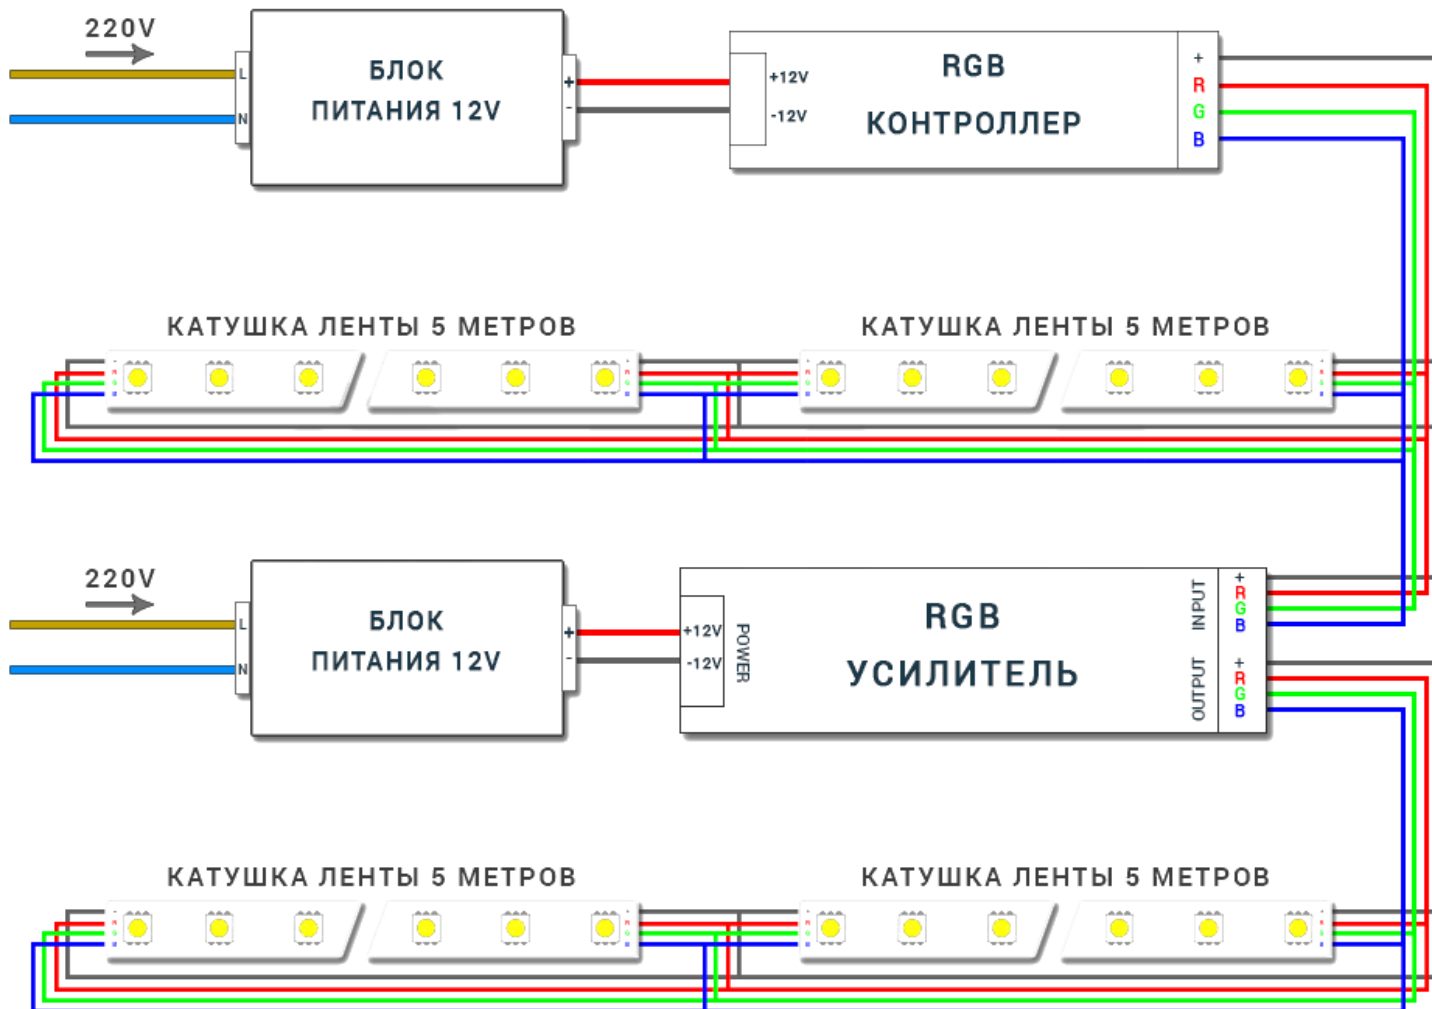 220V
L
N
БЛОК
ПИТАНИЯ 12V
+
-
+12V
-12V
RGB
КОНТРОЛЛЕР
+
R
G
B
КАТУШКА ЛЕНТЫ 5 МЕТРОВ
КАТУШКА ЛЕНТЫ 5 МЕТРОВ
220V
L
N
БЛОК
ПИТАНИЯ 12V
+
-
+12V
-12V
POWER
RGB
УСИЛИТЕЛЬ
INPUT
+
R
G
B
OUTPUT
+
R
G
B
КАТУШКА ЛЕНТЫ 5 МЕТРОВ
КАТУШКА ЛЕНТЫ 5 МЕТРОВ